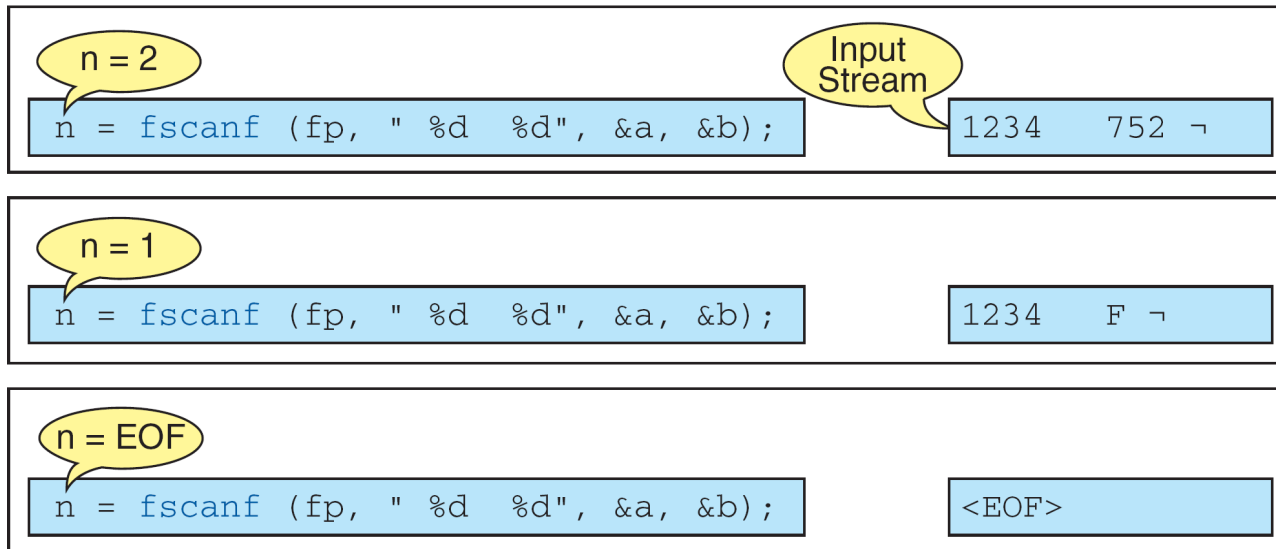 n = 2
Input
Stream
n = fscanf (fp, " %d  %d", &a, &b);
1234   752 ¬
n = 1
n = fscanf (fp, " %d  %d", &a, &b);
1234   F ¬
n = EOF
n = fscanf (fp, " %d  %d", &a, &b);
<EOF>